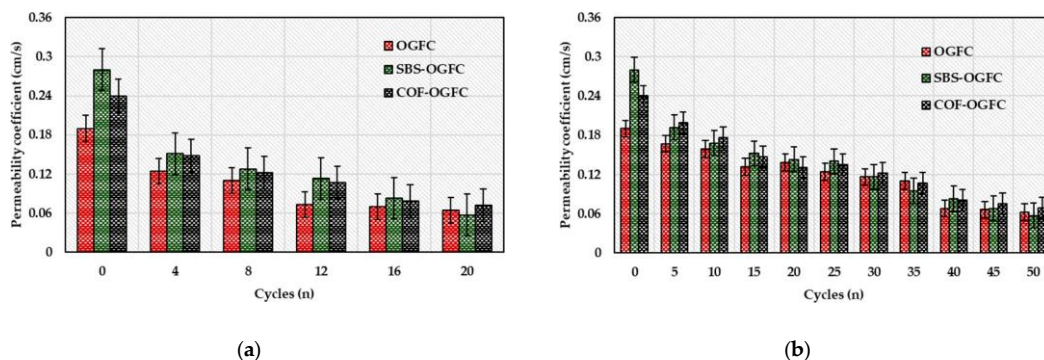 0.36
0.3
0.24
0.18
0.12
0.06
0
Permeability coefficient (cm/s)
OGFC
SBS-OGFC
COF-OGFC
0 4 8 12 16 20
Cycles (n)
(a)
0.36
0.3
0.24
0.18
0.12
0.06
0
Permeability coefficient (cm/s)
OGFC
SBS-OGFC
COF-OGFC
0 5 10 15 20 25 30 35 40 45 50
Cycles (n)
(b)